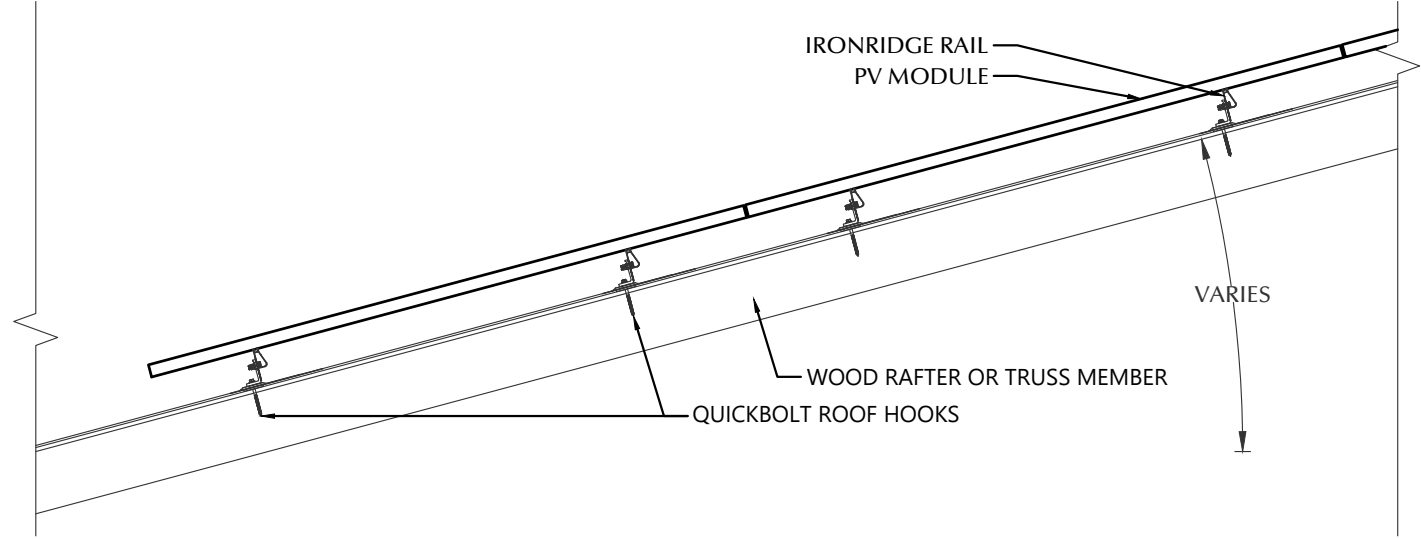 IRONRIDGE RAIL
PV MODULE
VARIES
WOOD RAFTER OR TRUSS MEMBER
QUICKBOLT ROOF HOOKS